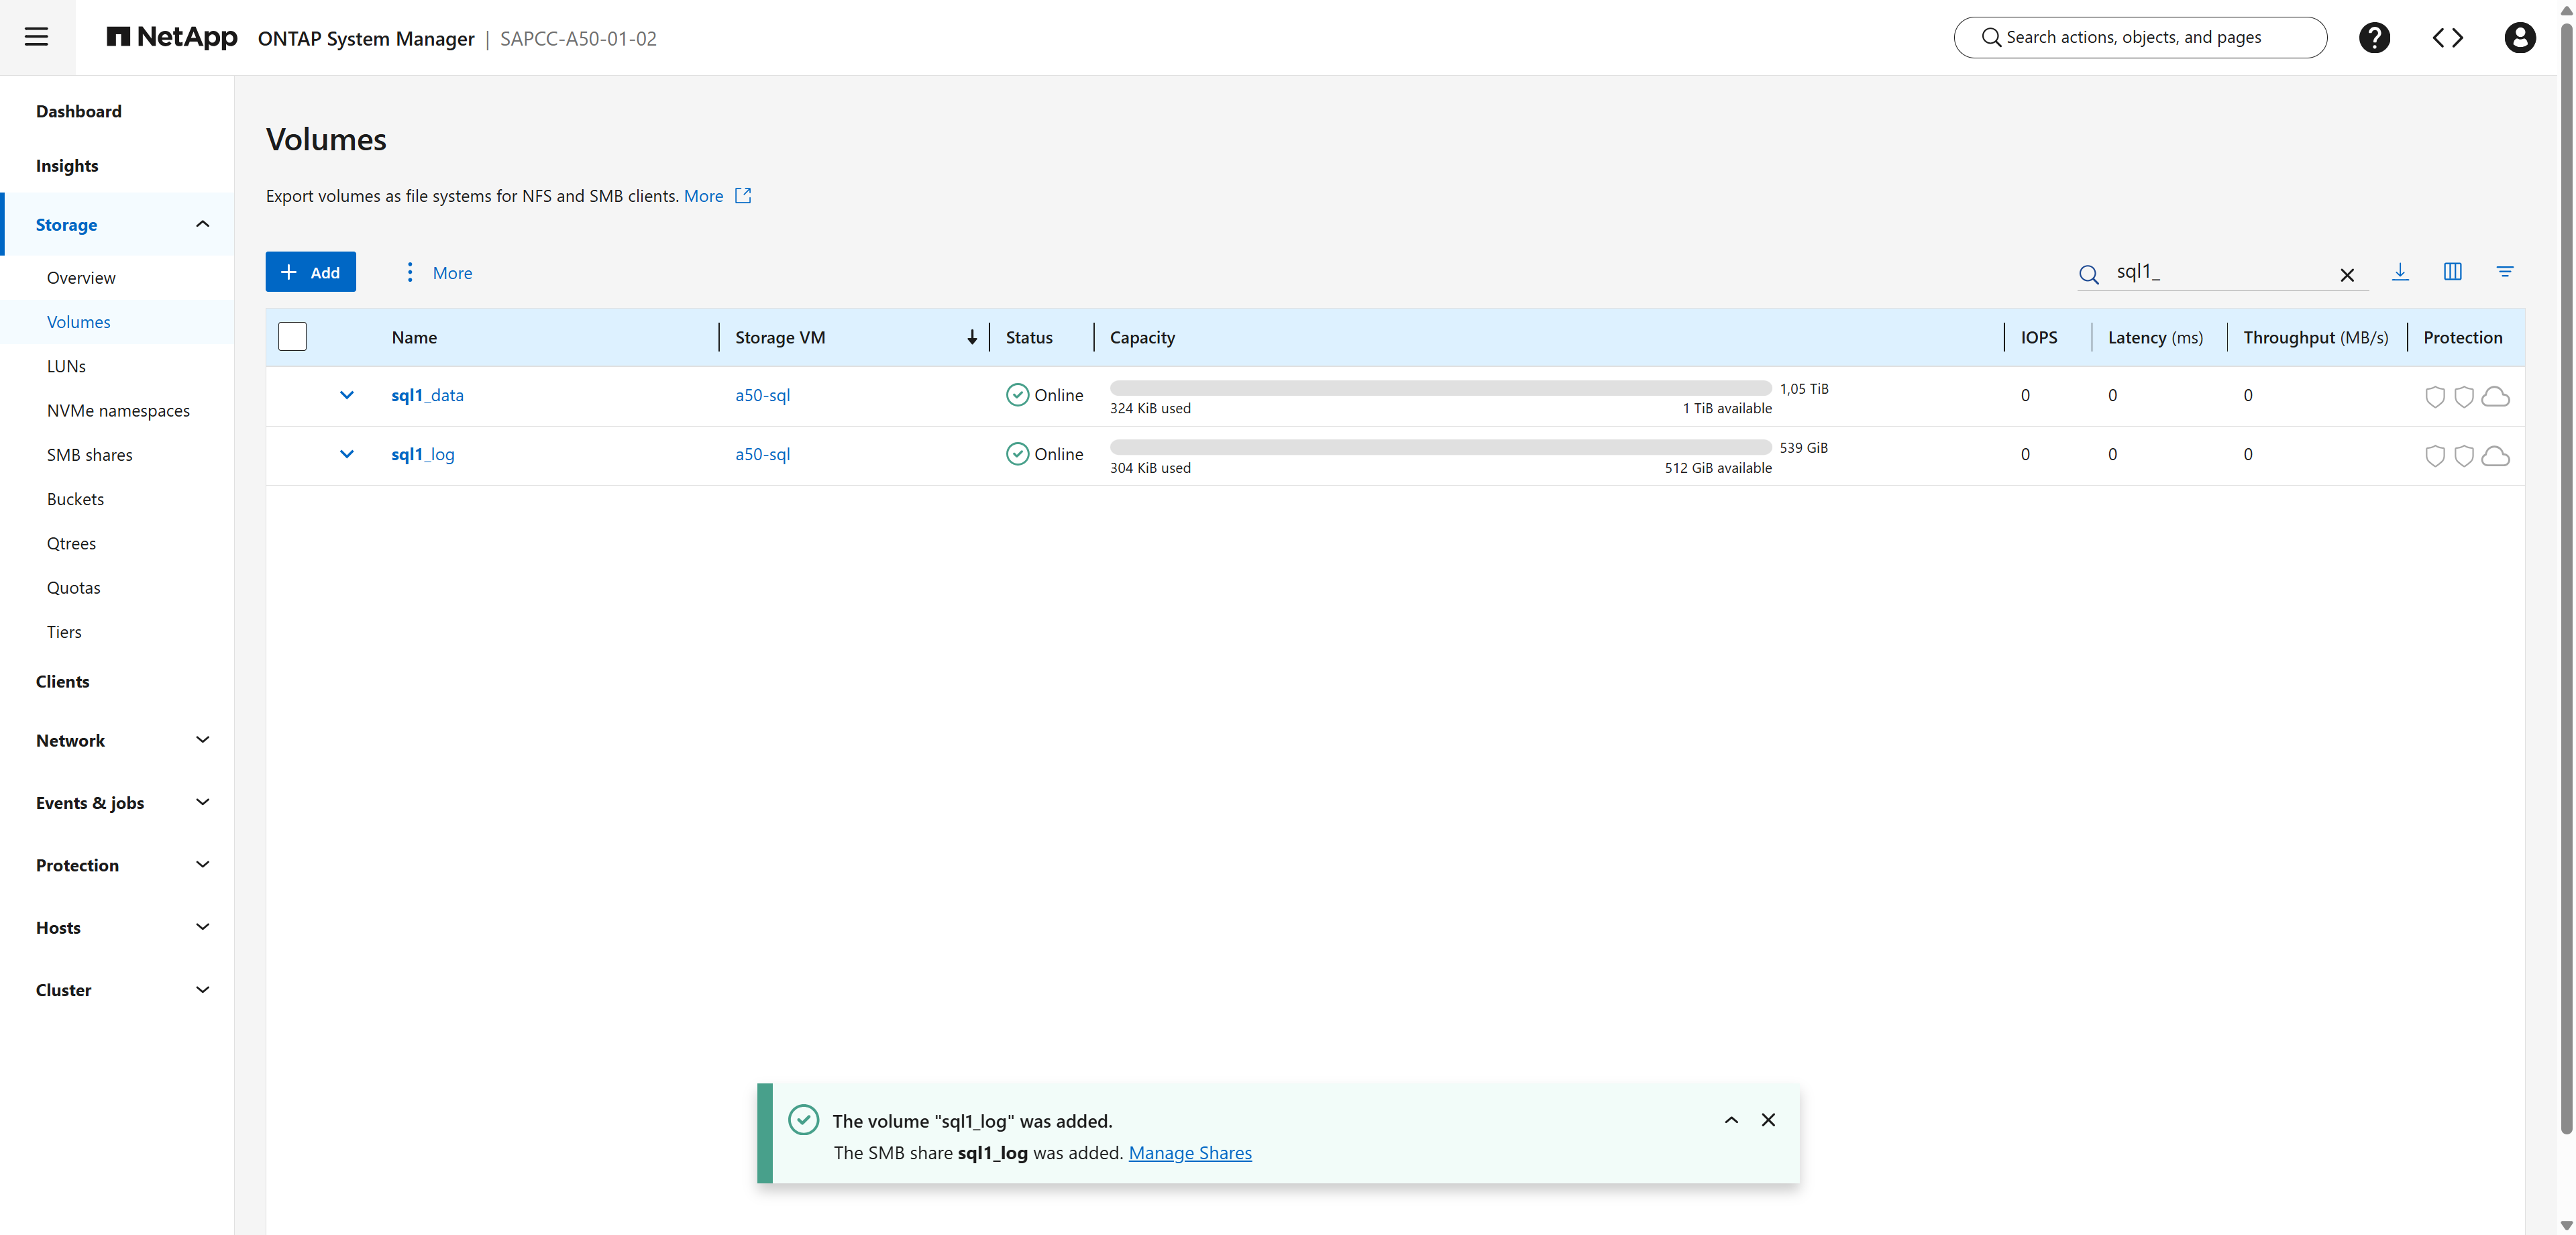 NetApp ONTAP System Manager | SAPCC-A50-01-02
Search actions, objects, and pages
Dashboard
Insights
Storage
Overview
Volumes
LUNs
NVMe namespaces
SMB shares
Buckets
Qtrees
Quotas
Tiers
Clients
Network
Events & jobs
Protection
Hosts
Cluster
Volumes
Export volumes as file systems for NFS and SMB clients. More
+ Add
More
sql1_
Name Storage VM Status Capacity IOPS Latency (ms) Throughput (MB/s) Protection
sql1_data a50-sql Online 1,05 TiB 0 0 0
324 KiB used 1 TiB available
sql1_log a50-sql Online 539 GiB 0 0 0
304 KiB used 512 GiB available
The volume "sql1_log" was added.
The SMB share sql1_log was added. Manage Shares